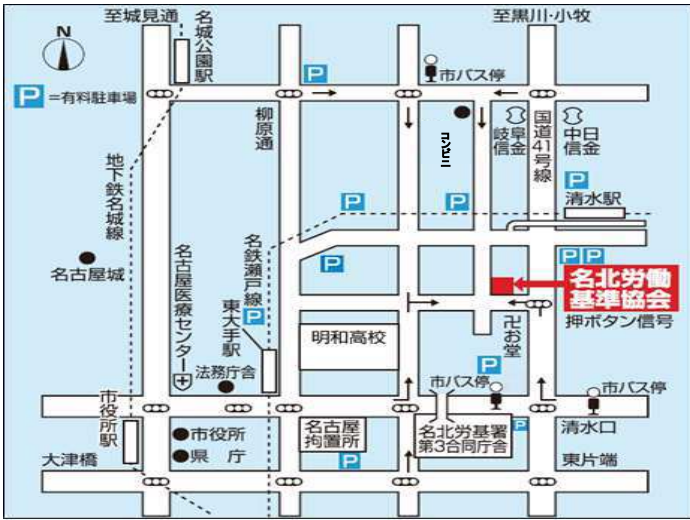 至城見通
至黒川・小牧
N
名城公園駅
P
市バス停
P=有料駐車場
柳原通
コンビニ
岐阜信金
国道41号線
中日信金
地下鉄名城線
P
清水駅
P
P
名古屋城
名古屋医療センター
名鉄瀬戸線
P
P P
名北労働
基準協会
東大手駅
P
明和高校
卍お堂
押ボタン信号
法務庁舎
P
市バス停
市バス停
市役所駅
市役所
県庁
名古屋
拘置所
名北労基署
第3合同庁舎
P
清水口
大津橋
P
東片端